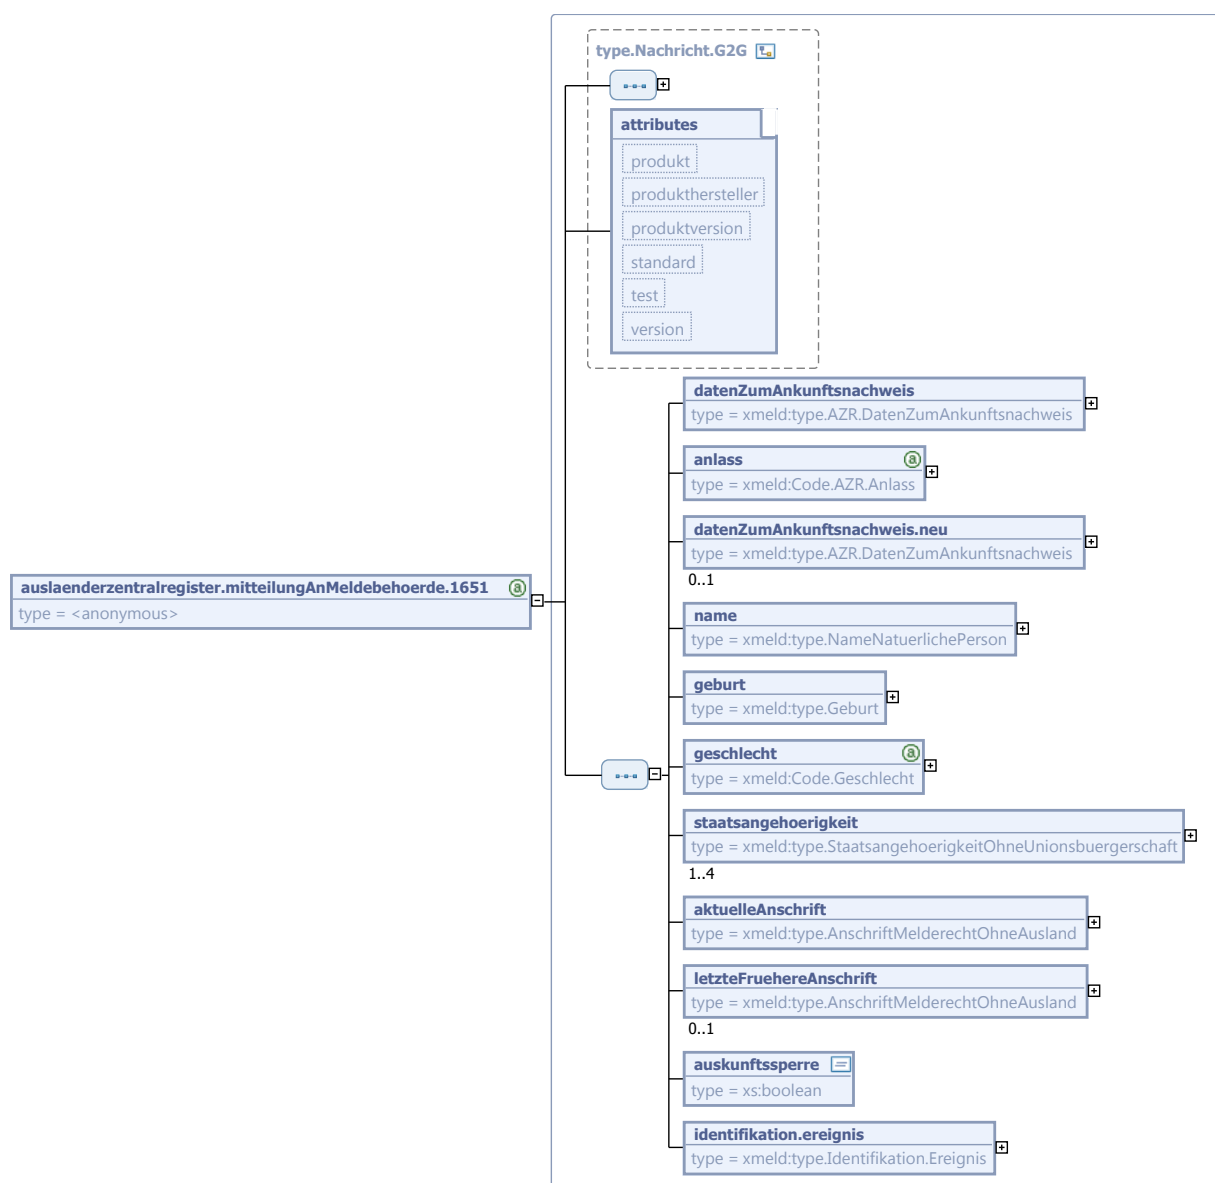 type.Nachricht.G2G
attributes
produkt
produkthersteller
produktversion
standard
test
version
datenZumAnkunftsnachweis
type = xmeld:type.AZR.DatenZumAnkunftsnachweis
anlass
type = xmeld:Code.AZR.Anlass
datenZumAnkunftsnachweis.neu
type = xmeld:type.AZR.DatenZumAnkunftsnachweis
0..1
auslaenderzentralregister.mitteilungAnMeldebehoerde.1651
type = <anonymous>
name
type = xmeld:type.NameNatuerlichePerson
geburt
type = xmeld:type.Geburt
geschlecht
type = xmeld:Code.Geschlecht
staatsangehoerigkeit
type = xmeld:type.StaatsangehoerigkeitOhneUnionsbuergerschaft
1..4
aktuelleAnschrift
type = xmeld:type.AnschriftMelderechtOhneAusland
letzteFruehereAnschrift
type = xmeld:type.AnschriftMelderechtOhneAusland
0..1
auskunftssperre
type = xs:boolean
identifikation.ereignis
type = xmeld:type.Identifikation.Ereignis